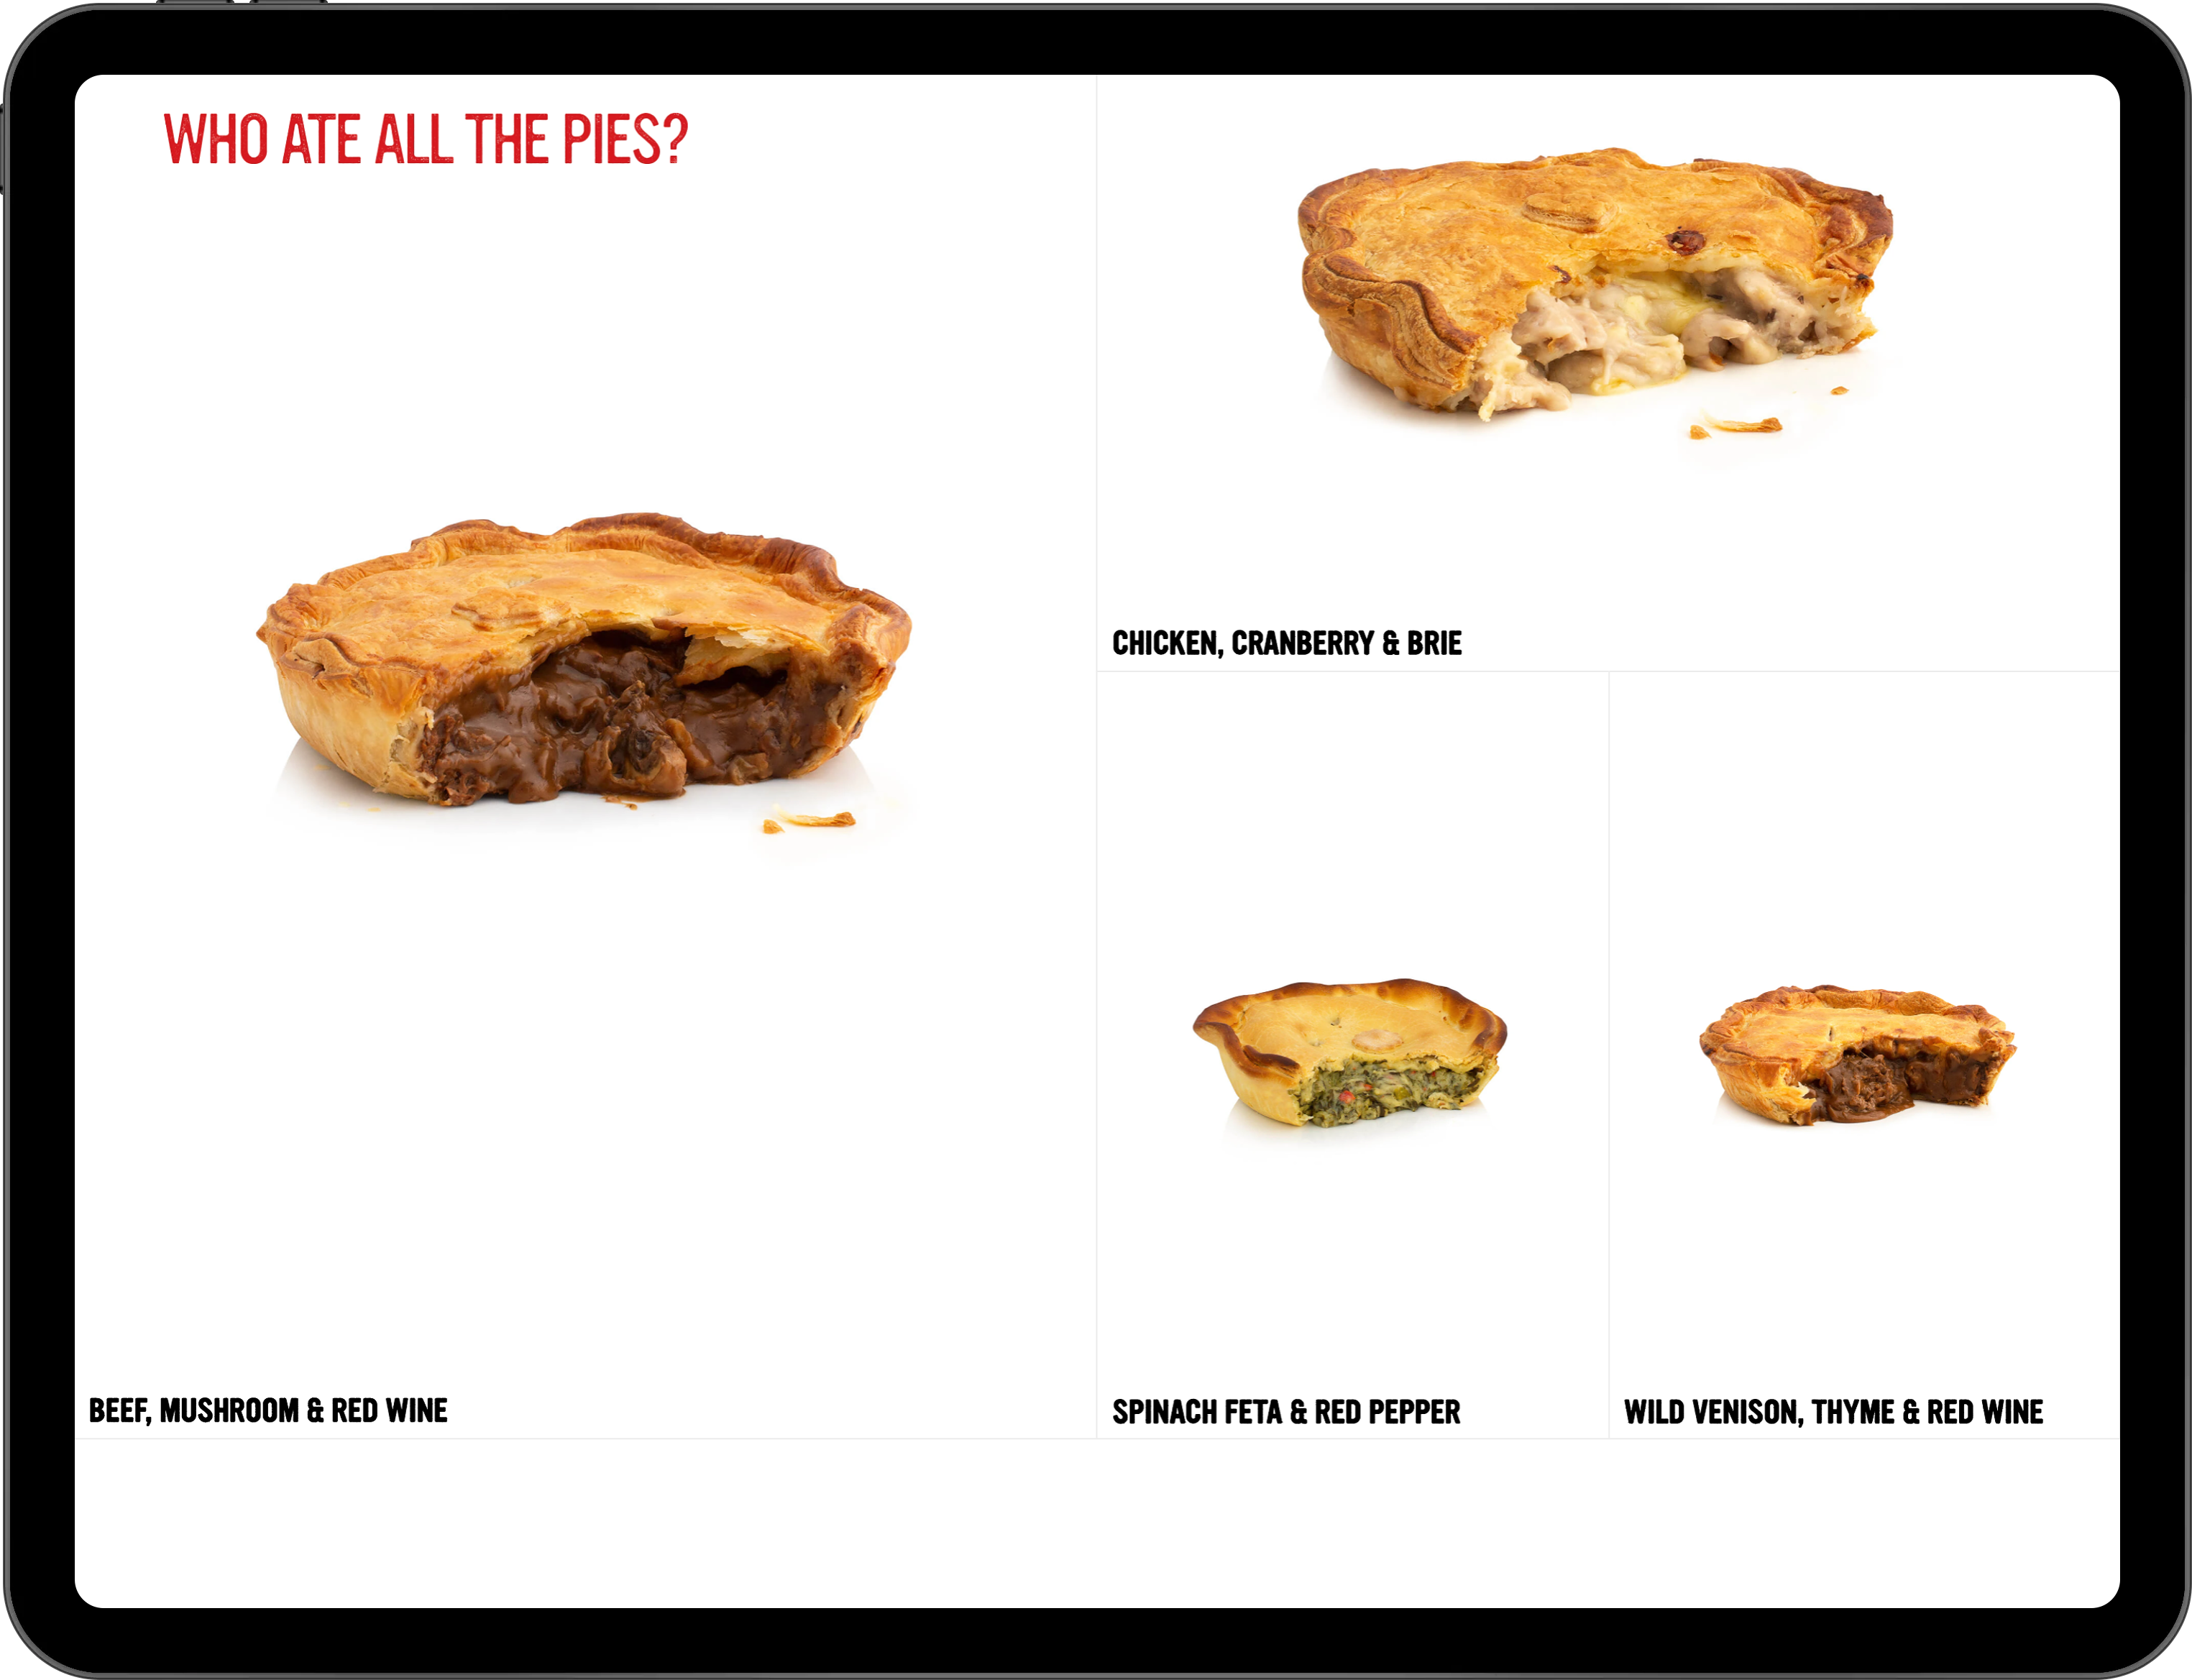 WHO ATE ALL THE PIES?
CHICKEN, CRANBERRY & BRIE
BEEF, MUSHROOM & RED WINE
SPINACH FETA & RED PEPPER
WILD VENISON, THYME & RED WINE